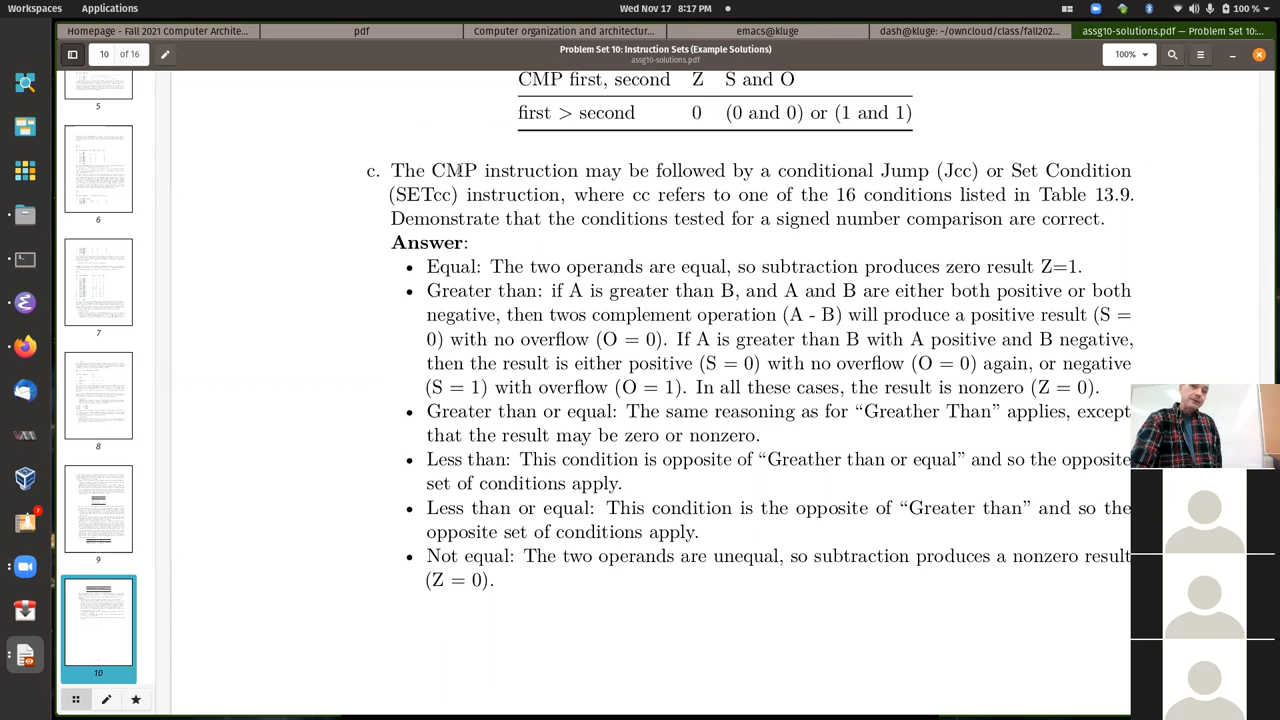 Workspaces Applications Wed Nov 17 8:17 PM 100 %
Homepage - Fall 2021 Computer Archite... pdf Computer organization and architectur... emacs@kluge dash@kluge: ~/owncloud/class/fall202... asssg10-solutions.pdf — Problem Set 10:...
10 of 16 Problem Set 10: Instruction Sets (Example Solutions) 100%
assg10-solutions.pdf
CMP first, second Z S and O
first > second 0 (0 and 0) or (1 and 1)
c. The CMP instruction may be followed by a conditional Jump (Jcc) or Set Condition
(SETcc) instruction, where cc refers to one of the 16 conditions listed in Table 13.9.
Demonstrate that the conditions tested for a signed number comparison are correct.
Answer:
• Equal: The two operands are equal, so subtraction produces zero result Z=1.
• Greater than: if A is greater than B, and A and B are either both positive or both
negative, then twos complement operation (A - B) will produce a positive result (S =
0) with no overflow (O = 0). If A is greater than B with A positive and B negative,
then the result is either positive (S = 0) with no overflow (O = 0) again, or negative
(S = 1) with overflow (O = 1). In all these cases, the result is nonzero (Z = 0).
• Greater than or equal: The same reasoning as for “Greather Than” applies, except
that the result may be zero or nonzero.
• Less than: This condition is opposite of “Greather than or equal” and so the opposite
set of conditions apply.
• Less than or equal: This condition is the opposite of “Greater than” and so the
opposite set of conditions apply.
• Not equal: The two operands are unequal, so subtraction produces a nonzero result
(Z = 0).
5
6
7
8
9
10